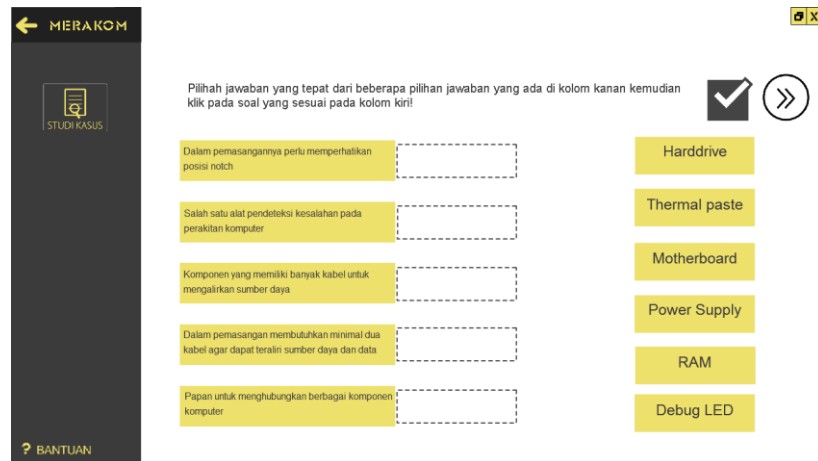 MERAKOM
X
STUDI KASUS
Pilihah jawaban yang tepat dari beberapa pilihan jawaban yang ada di kolom kanan kemudian
klik pada soal yang sesuai pada kolom kiri!
Dalam pemasangannya perlu memperhatikan
posisi notch
Harddrive
Salah satu alat pendeteksi kesalahan pada
perakitan komputer
Thermal paste
Komponen yang memiliki banyak kabel untuk
mengalirkan sumber daya
Motherboard
Dalam pemasangan membutuhkan minimal dua
kabel agar dapat teraliri sumber daya dan data
Power Supply
RAM
Papan untuk menghubungkan berbagai komponen
komputer
Debug LED
? BANTUAN